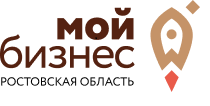 мой
бизнес
РОСТОВСКАЯ ОБЛАСТЬ